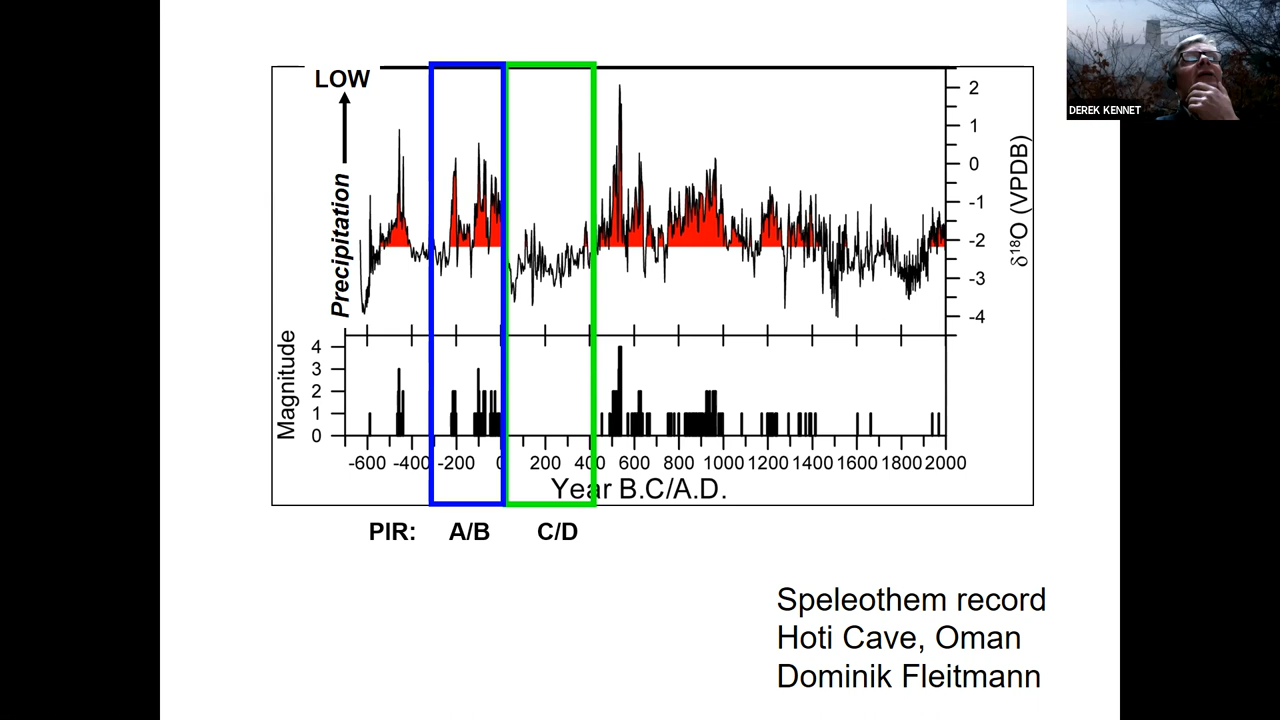 DEREK KENNET
LOW
Precipitation
2
1
0
-1
-2
-3
-4
δ18O (VPDB)
Magnitude
4
3
2
1
0
-600 -400 -200 0 200 400 600 800 1000 1200 1400 1600 1800 2000
Year B.C/A.D.
PIR: A/B C/D
Speleothem record
Hoti Cave, Oman
Dominik Fleitmann